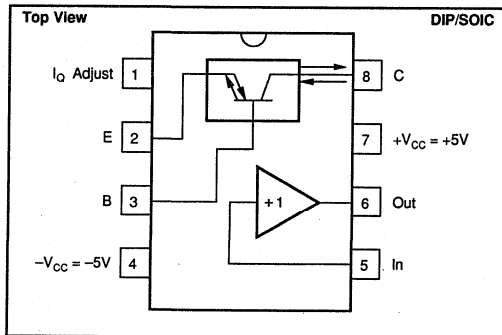 Top View DIP/SOIC
I_Q Adjust 1
8 C
E 2
7 +V_CC = +5V
B 3
+1
6 Out
-V_CC = -5V 4
5 In